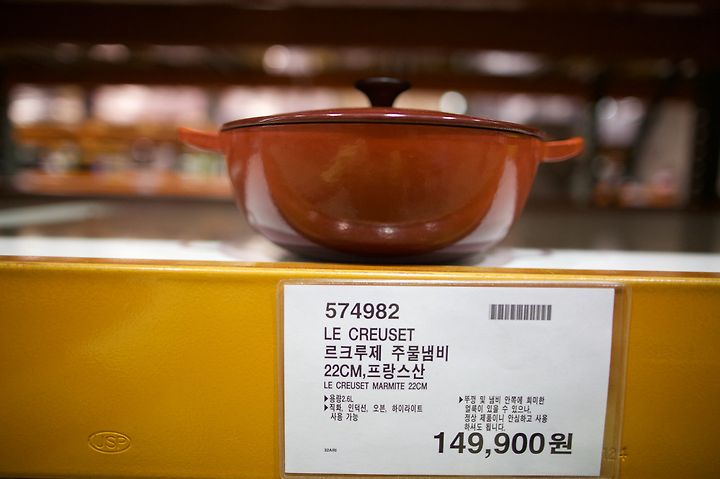 574982
LE CREUSET
르크루제 주물냄비
22CM,프랑스산
LE CREUSET MARMITE 22CM
▶용량2.6L
▶직화, 인덕션, 오븐, 하이라이트
사용 가능
▶뚜껑 및 냄비 안쪽에 희미한
얼룩이 있을 수 있으나,
정상 제품이니 안심하고 사용
하셔도 됩니다.
149,900원
JSP